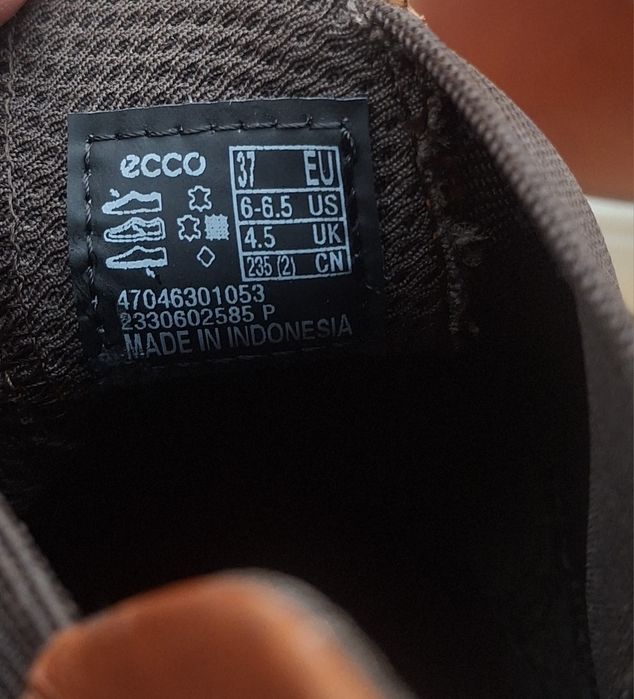 ecco
37 EU
6-6.5 US
4.5 UK
235 (2) CN
47046301053
2330602585 P
MADE IN INDONESIA